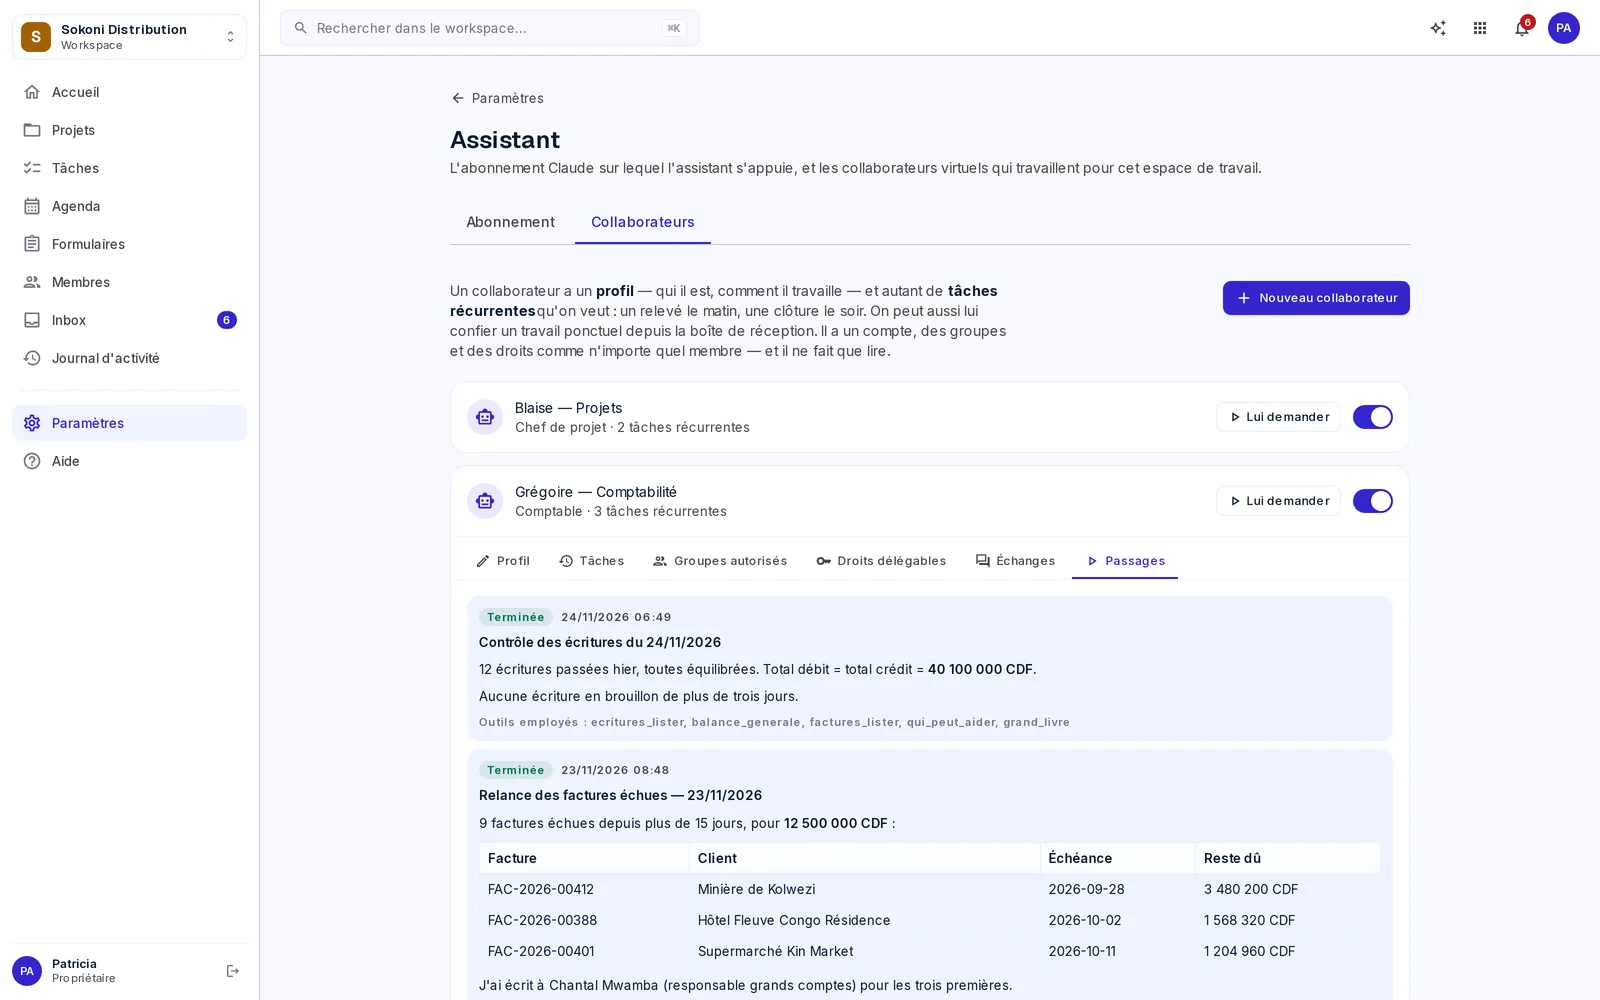 S
Sokoni Distribution
Workspace
Rechercher dans le workspace...
⌘K
6
PA
Accueil
Projets
Tâches
Agenda
Formulaires
Membres
Inbox
6
Journal d'activité
Paramètres
Aide
PA
Patricia
Propriétaire
← Paramètres
Assistant
L'abonnement Claude sur lequel l'assistant s'appuie, et les collaborateurs virtuels qui travaillent pour cet espace de travail.
Abonnement
Collaborateurs
Un collaborateur a un profil — qui il est, comment il travaille — et autant de tâches
récurrentes qu'on veut : un relevé le matin, une clôture le soir. On peut aussi lui
confier un travail ponctuel depuis la boîte de réception. Il a un compte, des groupes
et des droits comme n'importe quel membre — et il ne fait que lire.
+ Nouveau collaborateur
Blaise — Projets
Chef de projet · 2 tâches récurrentes
Lui demander
Grégoire — Comptabilité
Comptable · 3 tâches récurrentes
Lui demander
Profil
Tâches
Groupes autorisés
Droits délégables
Échanges
Passages
Terminée 24/11/2026 06:49
Contrôle des écritures du 24/11/2026
12 écritures passées hier, toutes équilibrées. Total débit = total crédit = 40 100 000 CDF.
Aucune écriture en brouillon de plus de trois jours.
Outils employés : ecritures_lister, balance_generale, factures_lister, qui_peut_aider, grand_livre
Terminée 23/11/2026 08:48
Relance des factures échues — 23/11/2026
9 factures échues depuis plus de 15 jours, pour 12 500 000 CDF :
Facture Client Échéance Reste dû
FAC-2026-00412 Minière de Kolwezi 2026-09-28 3 480 200 CDF
FAC-2026-00388 Hôtel Fleuve Congo Résidence 2026-10-02 1 568 320 CDF
FAC-2026-00401 Supermarché Kin Market 2026-10-11 1 204 960 CDF
J'ai écrit à Chantal Mwamba (responsable grands comptes) pour les trois premières.